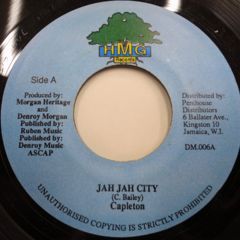 HMG
Records
Side A
Produced by:
Morgan Heritage
and
Denroy Morgan
Published by:
Ruben Music
Published by:
Denroy Music
ASCAP
Distributed by:
Penthouse
Distributors
6 Ballater Ave.,
Kingston 10
Jamaica, W.I.
DM.006A
JAH JAH CITY
(C. Bailey)
Capleton
UNAUTHORISED COPYING IS STRICTLY PROHIBITED